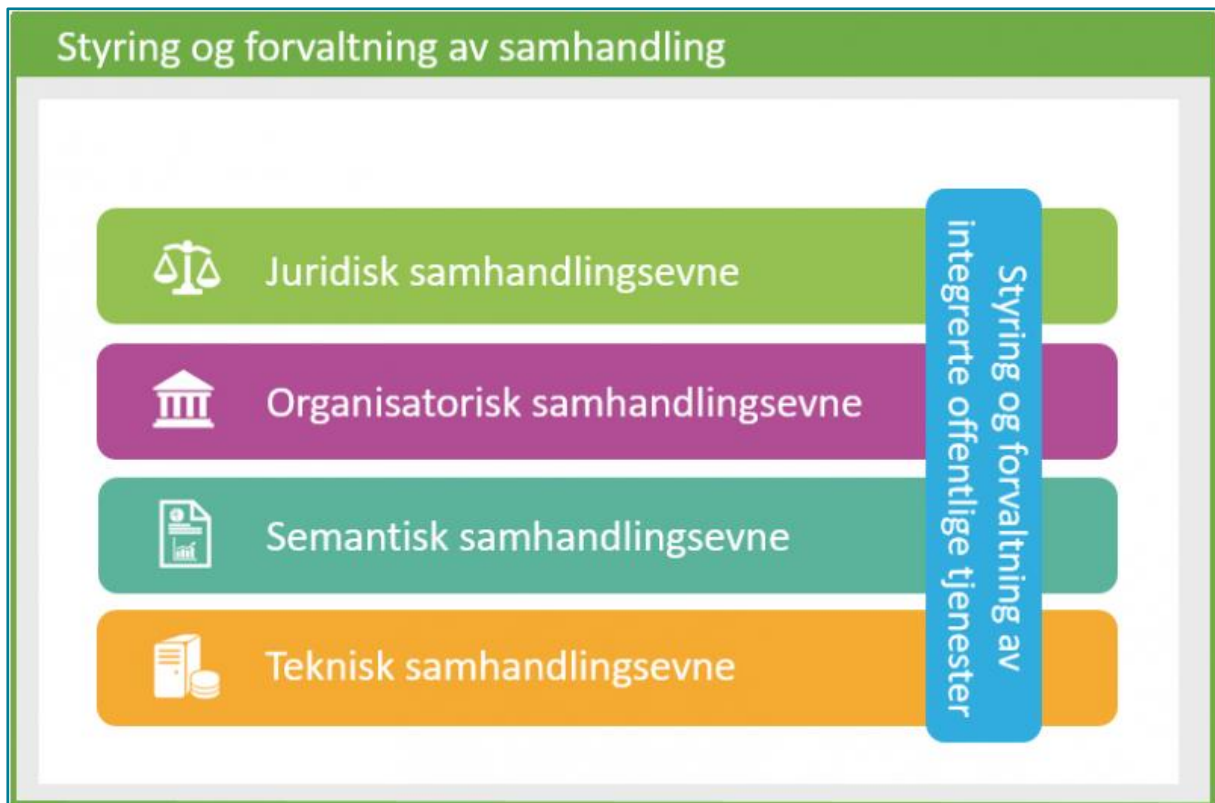 Styring og forvaltning av samhandling
Juridisk samhandlingsevne
Organisatorisk samhandlingsevne
Semantisk samhandlingsevne
Teknisk samhandlingsevne
Styring og forvaltning av
integrerte offentlige tjenester